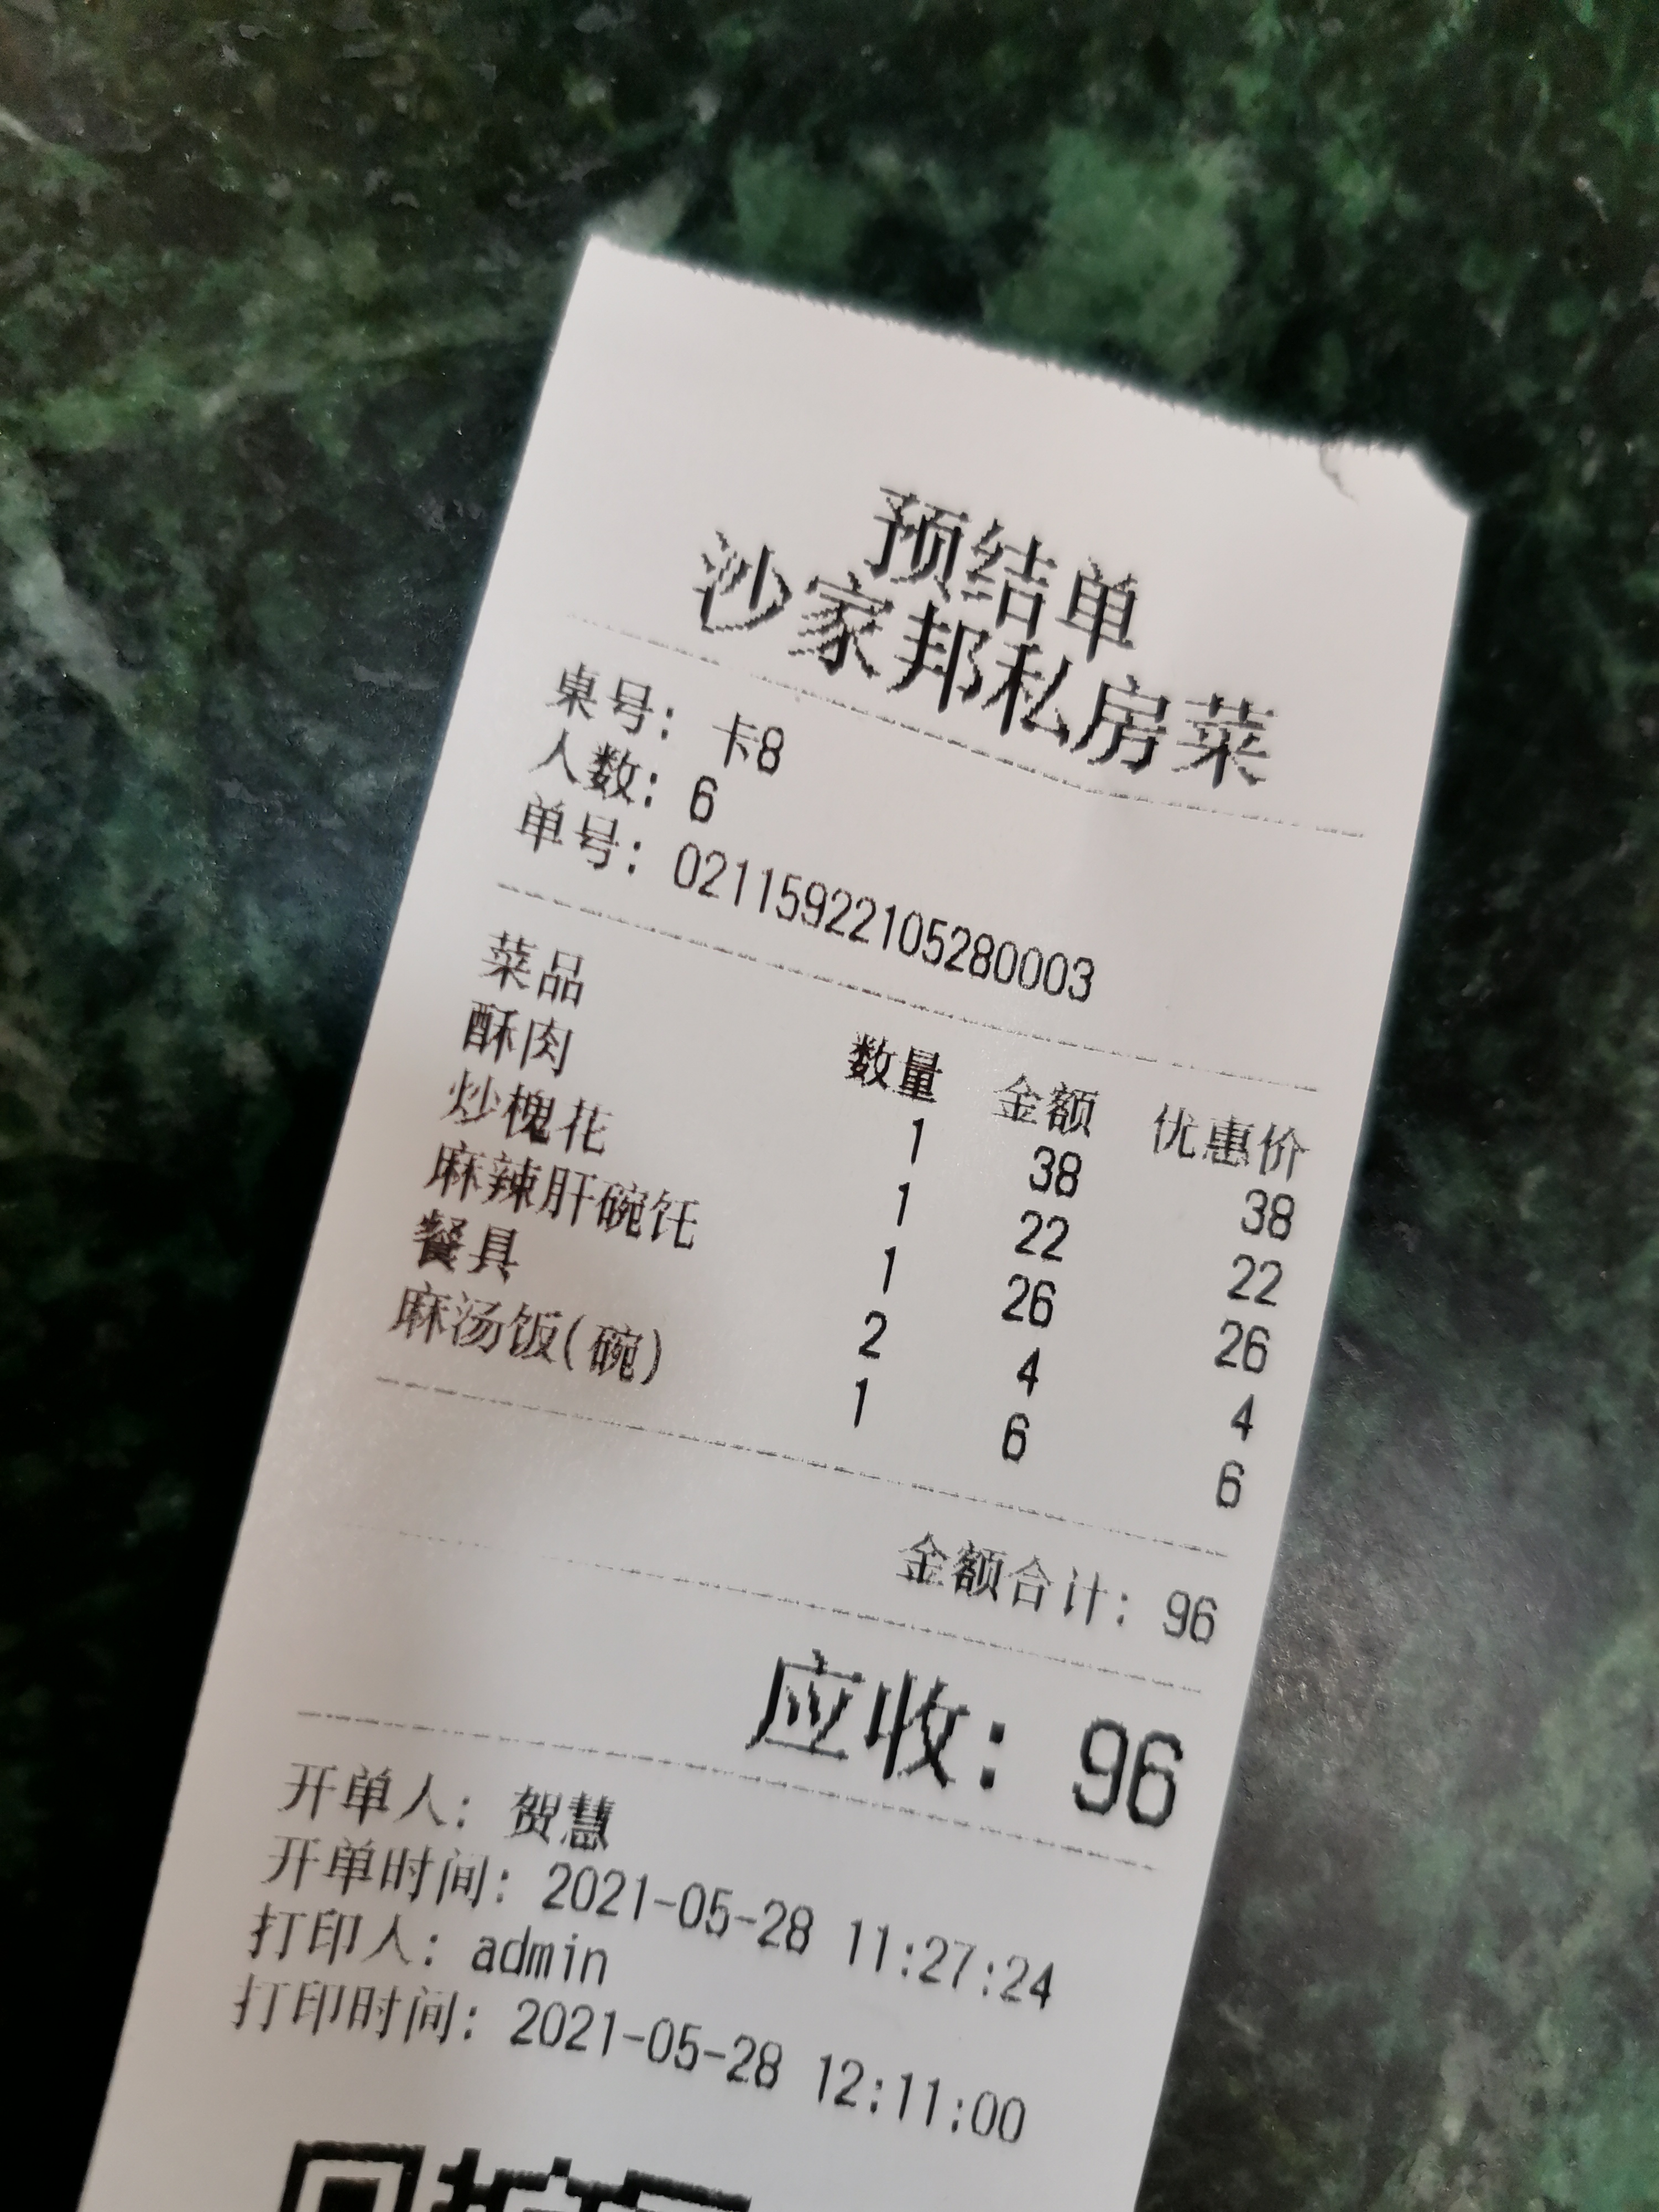 预结单
沙家邦私房菜
桌号: 卡8
人数: 6
单号: 02115922105280003
菜品 数量 金额 优惠价
酥肉 1 38 38
炒槐花 1 22 22
麻辣肝碗饦 1 26 26
餐具 2 4 4
麻汤饭(碗) 1 6 6
金额合计: 96
应收: 96
开单人: 贺慧
开单时间: 2021-05-28 11:27:24
打印人: admin
打印时间: 2021-05-28 12:11:00